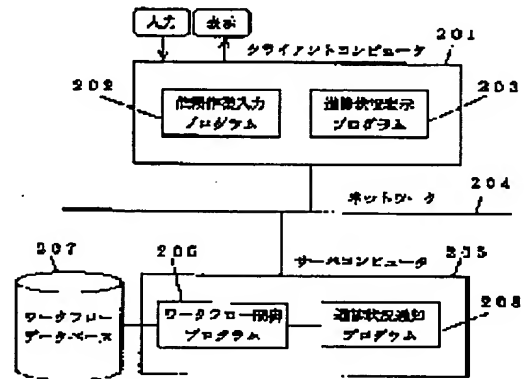 入力 表示
201
クライアントコンピュータ
202
依頼作業入力
プログラム
進捗状況表示
プログラム
203
ネットワーク
204
サーバコンピュータ
205
207
206
ワークフロー
データベース
ワークフロー制御
プログラム
進捗状況通知
プログラム
208